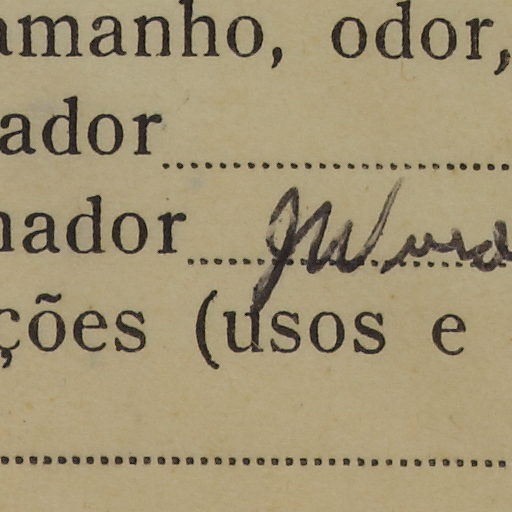 amanho, odor,
ador
nador
ções (usos e